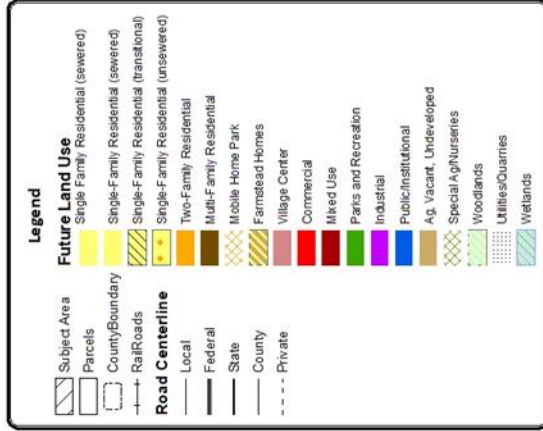 Legend
Subject Area
Parcels
CountyBoundary
RailRoads
Road Centerline
Local
Federal
State
County
Private
Future Land Use
Single Family Residential (sewered)
Single-Family Residential (sewered)
Single-Family Residential (transitional)
Single-Family Residential (unsewered)
Two-Family Residential
Multi-Family Residential
Mobile Home Park
Farmstead Homes
Village Center
Commercial
Mixed Use
Parks and Recreation
Industrial
Public/Institutional
Ag, Vacant, Undeveloped
Special Ag/Nurseries
Woodlands
Utilities/Quarries
Wetlands